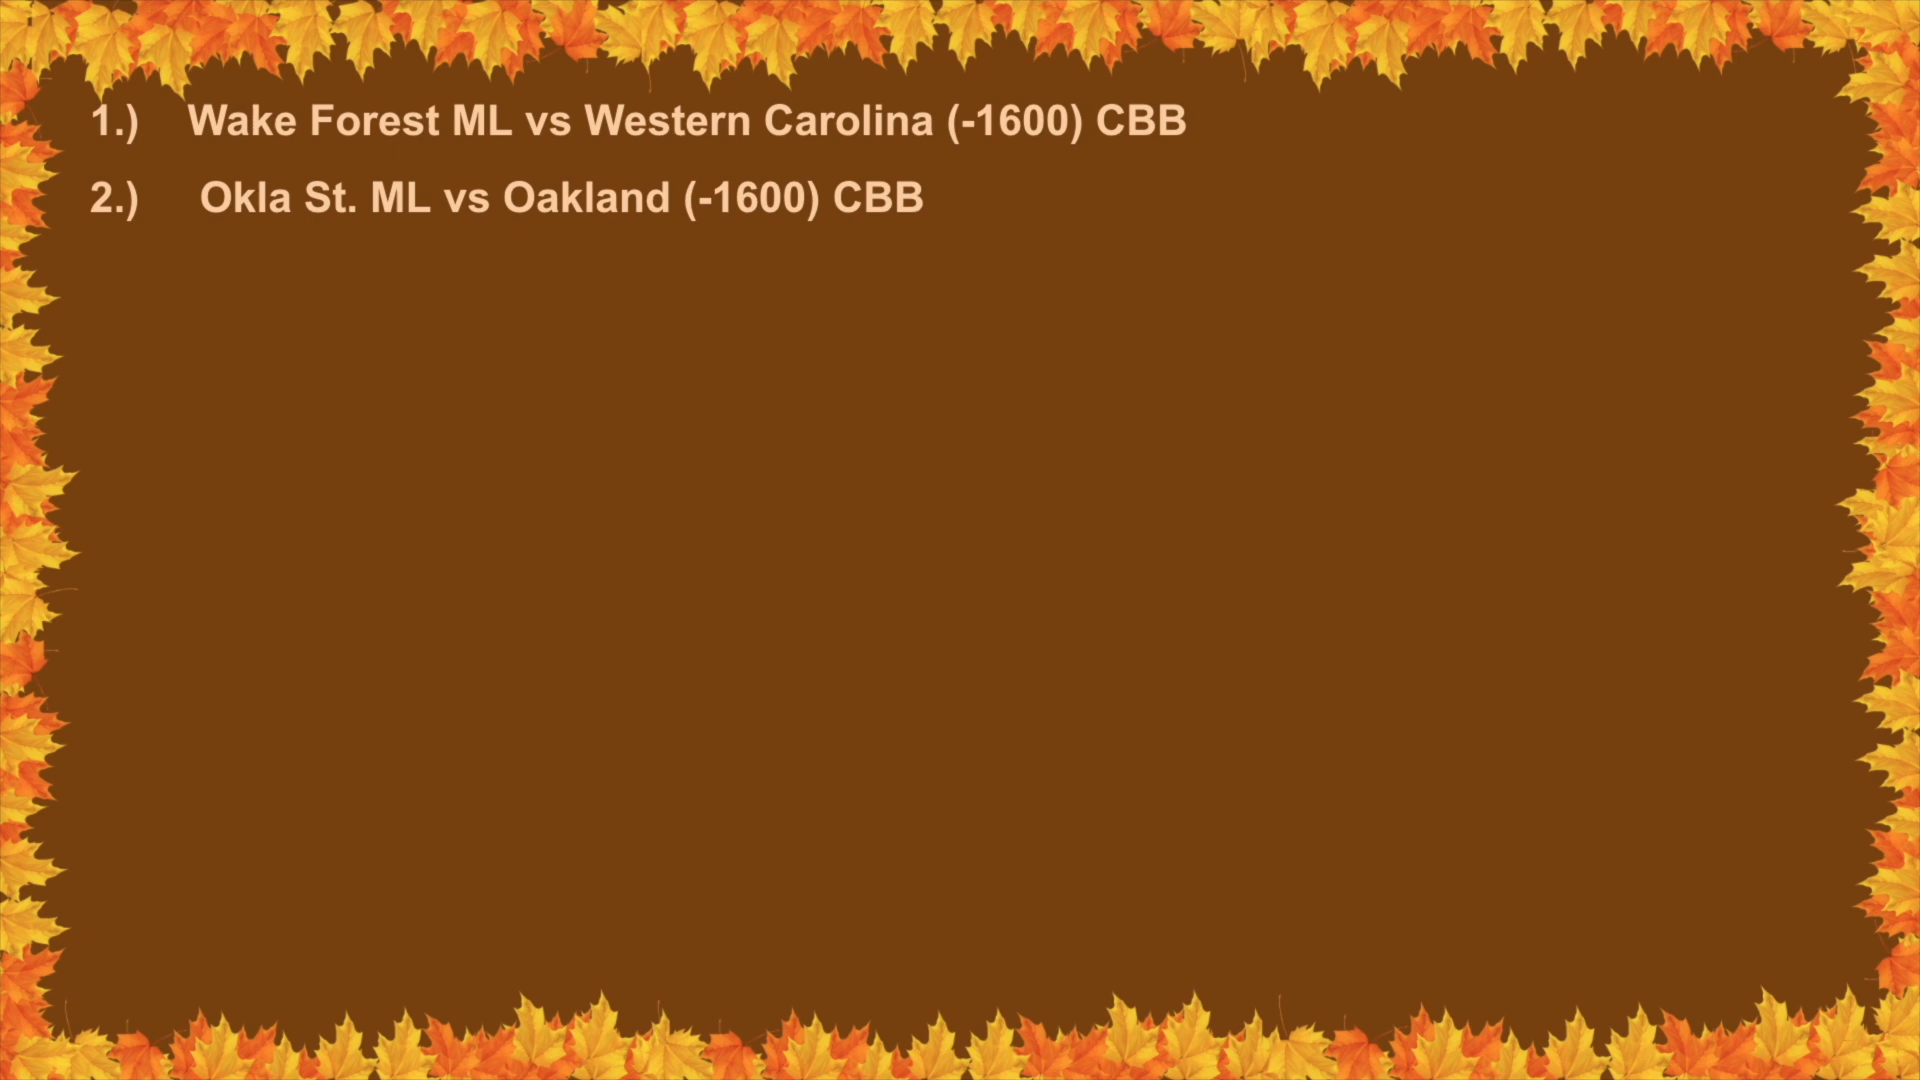 1.) Wake Forest ML vs Western Carolina (-1600) CBB
2.) Okla St. ML vs Oakland (-1600) CBB